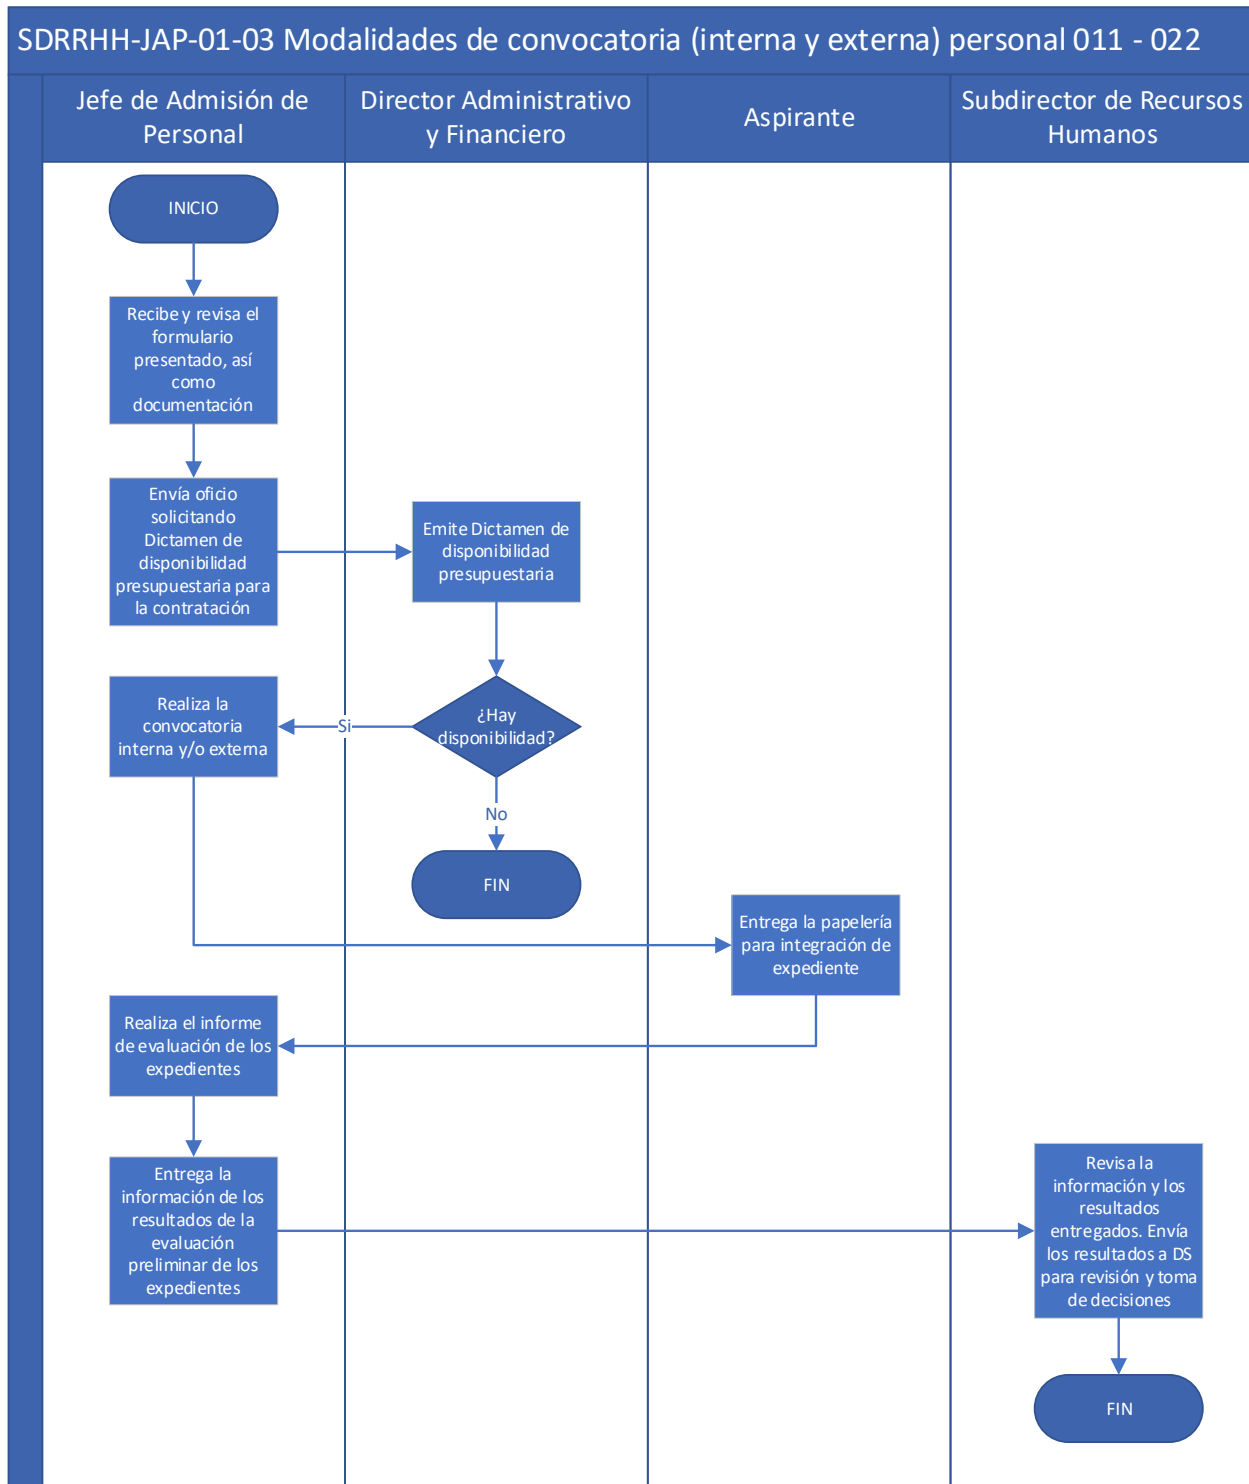 SDRRHH-JAP-01-03 Modalidades de convocatoria (interna y externa) personal 011 - 022
Jefe de Admisión de
Personal
Director Administrativo
y Financiero
Aspirante
Subdirector de Recursos
Humanos
INICIO
Recibe y revisa el
formulario
presentado, así
como
documentación
Envía oficio
solicitando
Dictamen de
disponibilidad
presupuestaria para
la contratación
Emite Dictamen de
disponibilidad
presupuestaria
¿Hay
disponibilidad?
Si
Realiza la
convocatoria
interna y/o externa
No
FIN
Entrega la papelería
para integración de
expediente
Realiza el informe
de evaluación de los
expedientes
Entrega la
información de los
resultados de la
evaluación
preliminar de los
expedientes
Revisa la
información y los
resultados
entregados. Envía
los resultados a DS
para revisión y toma
de decisiones
FIN